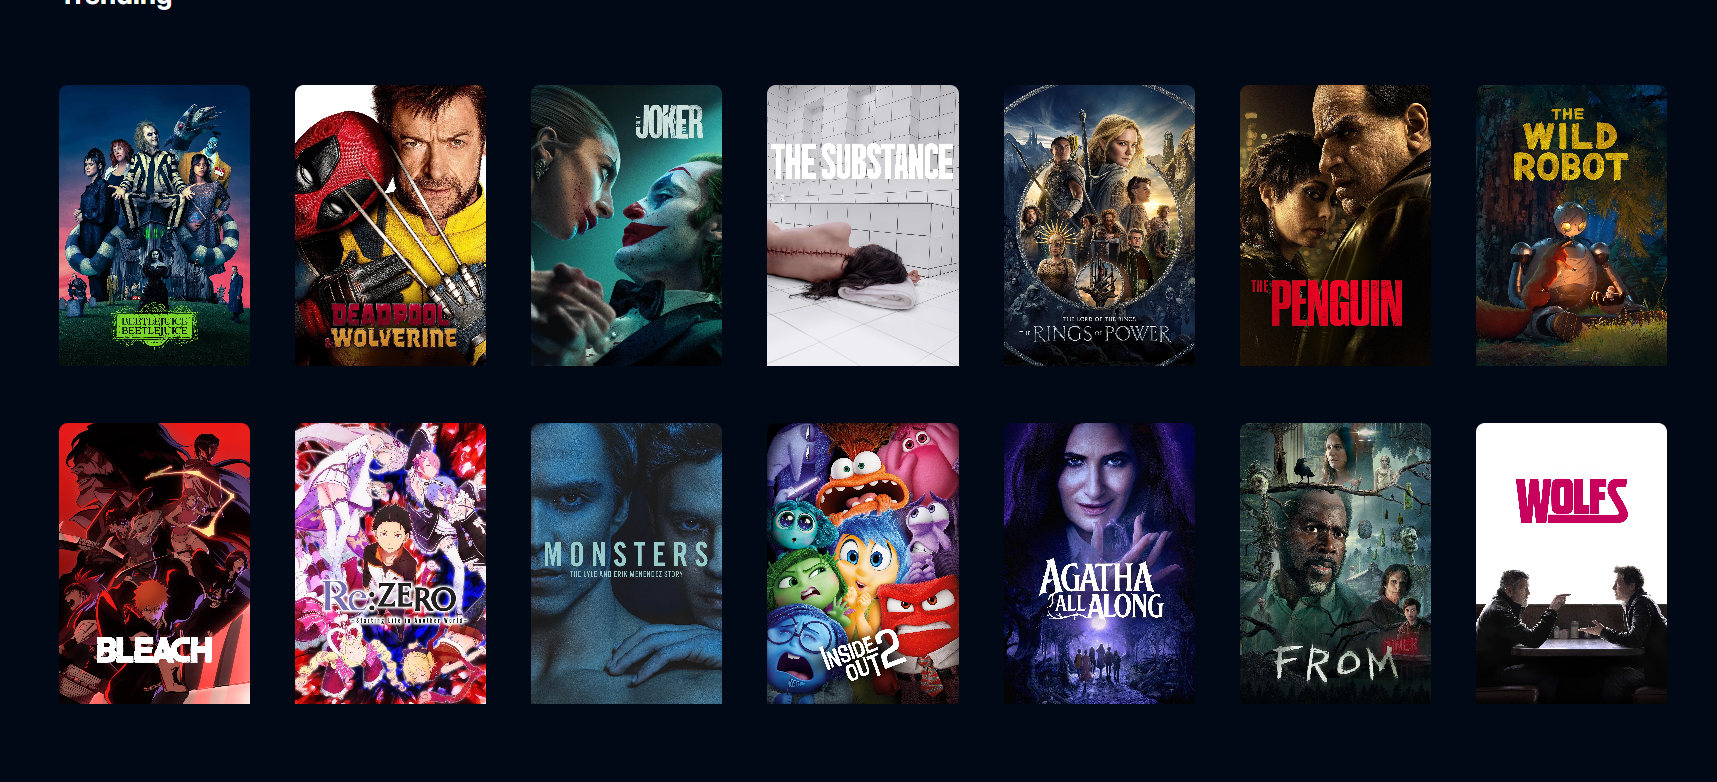 Trending
BEETLEJUICE
BEETLEJUICE
DEADPOOL
& WOLVERINE
JOKER
THE SUBSTANCE
THE LORD OF THE RINGS
THE RINGS OF POWER
THE
PENGUIN
THE
WILD
ROBOT
BLEACH
Re:ZERO
-Starting Life in Another World-
MONSTERS
THE LYLE AND ERIK MENENDEZ STORY
INSIDE
OUT 2
AGATHA
ALL ALONG
FROM
WOLFS